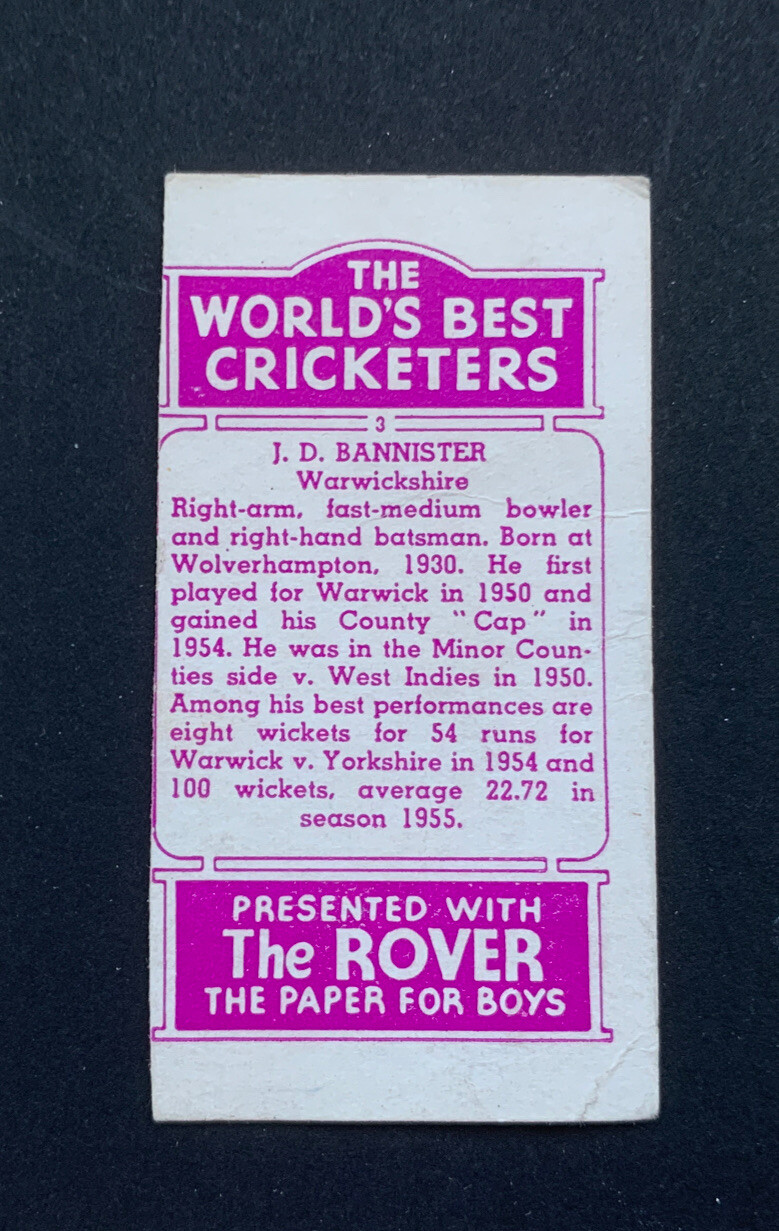 THE
WORLD'S BEST
CRICKETERS
3
J. D. BANNISTER
Warwickshire
Right-arm, fast-medium bowler
and right-hand batsman. Born at
Wolverhampton, 1930. He first
played for Warwick in 1950 and
gained his County "Cap" in
1954. He was in the Minor Coun-
ties side v. West Indies in 1950.
Among his best performances are
eight wickets for 54 runs for
Warwick v. Yorkshire in 1954 and
100 wickets, average 22.72 in
season 1955.
PRESENTED WITH
The ROVER
THE PAPER FOR BOYS